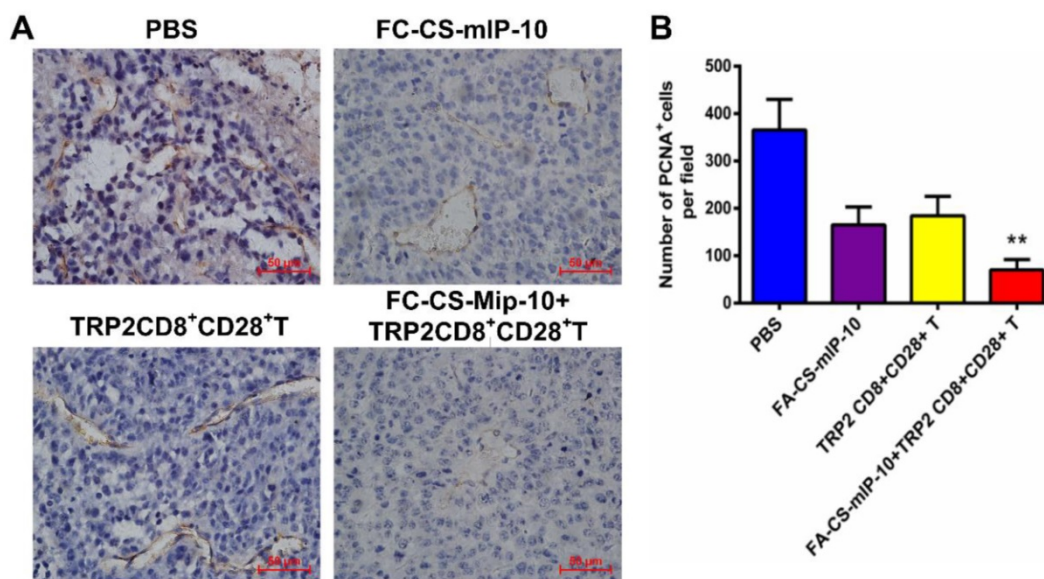 A
PBS
FC-CS-mIP-10
50 µm
50 µm
TRP2CD8⁺CD28⁺T
FC-CS-Mip-10+
TRP2CD8⁺CD28⁺T
50 µm
50 µm
B
Number of PCNA⁺cells
per field
500
400
300
200
100
0
**
PBS
FA-CS-mIP-10
TRP2 CD8+CD28+ T
FA-CS-mIP-10+TRP2 CD8+CD28+ T